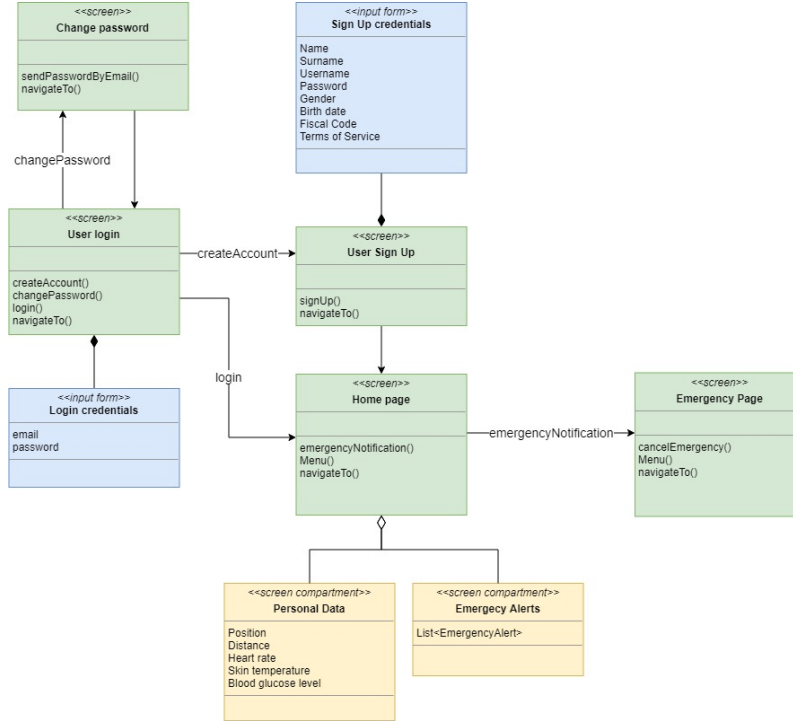 <<screen>>
Change password
sendPasswordByEmail()
navigateTo()
<<input form>>
Sign Up credentials
Name
Surname
Username
Password
Gender
Birth date
Fiscal Code
Terms of Service
changePassword
<<screen>>
User login
createAccount()
changePassword()
login()
navigateTo()
createAccount
<<screen>>
User Sign Up
signUp()
navigateTo()
login
<<input form>>
Login credentials
email
password
<<screen>>
Home page
emergencyNotification()
Menu()
navigateTo()
emergencyNotification
<<screen>>
Emergency Page
cancelEmergency()
Menu()
navigateTo()
<<screen compartment>>
Personal Data
Position
Distance
Heart rate
Skin temperature
Blood glucose level
<<screen compartment>>
Emergecy Alerts
List<EmergencyAlert>